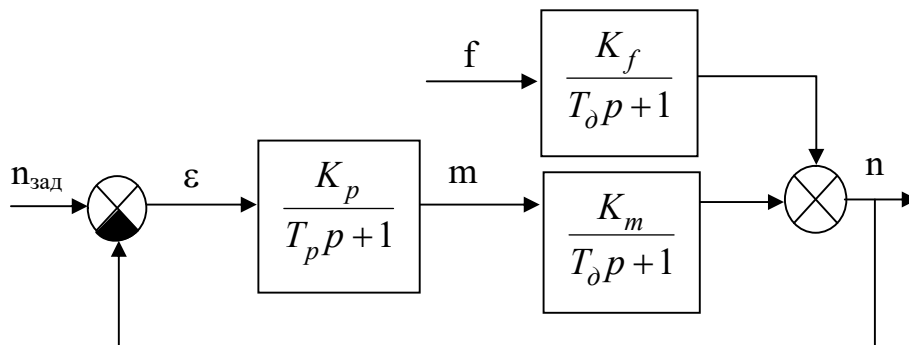 f
K_f
T_∂ p + 1
n_зад
ε
K_p
T_p p + 1
m
K_m
T_∂ p + 1
n